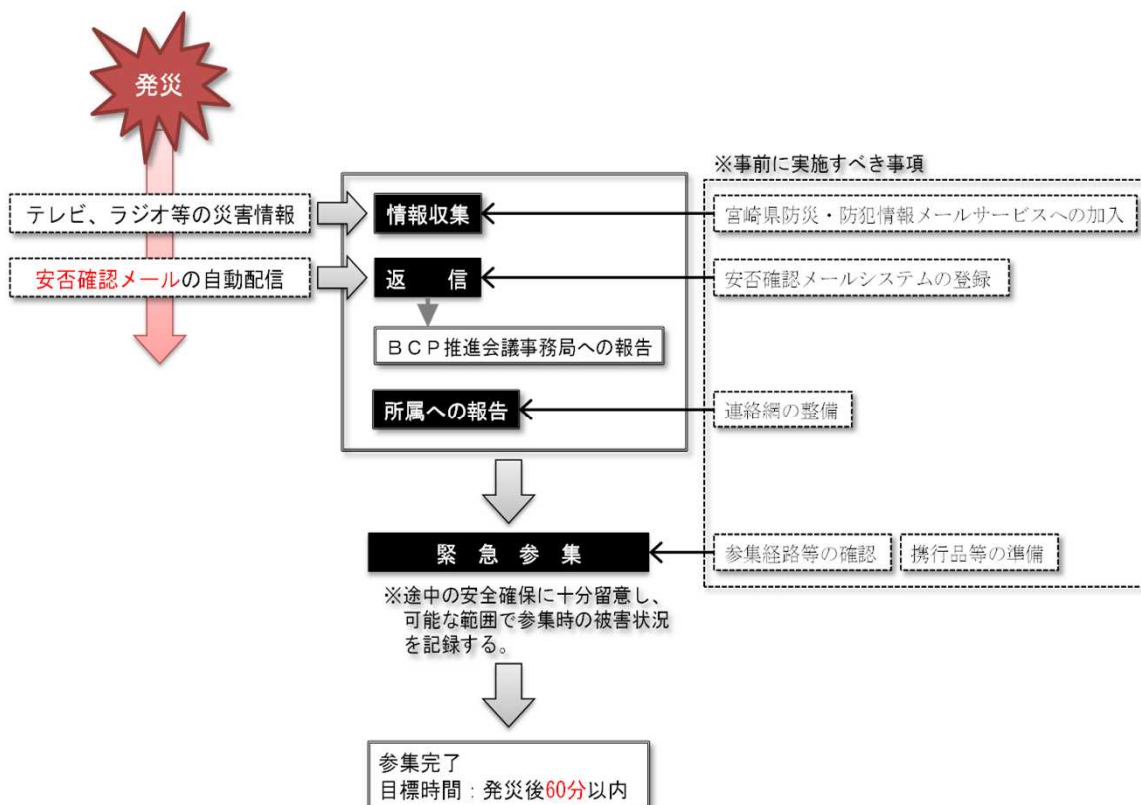 発災
※事前に実施すべき事項
テレビ、ラジオ等の災害情報
情報収集
宮崎県防災・防犯情報メールサービスへの加入
安否確認メールの自動配信
返　信
安否確認メールシステムの登録
ＢＣＰ推進会議事務局への報告
所属への報告
連絡網の整備
緊　急　参　集
参集経路等の確認
携行品等の準備
※途中の安全確保に十分留意し、
可能な範囲で参集時の被害状況
を記録する。
参集完了
目標時間：発災後60分以内